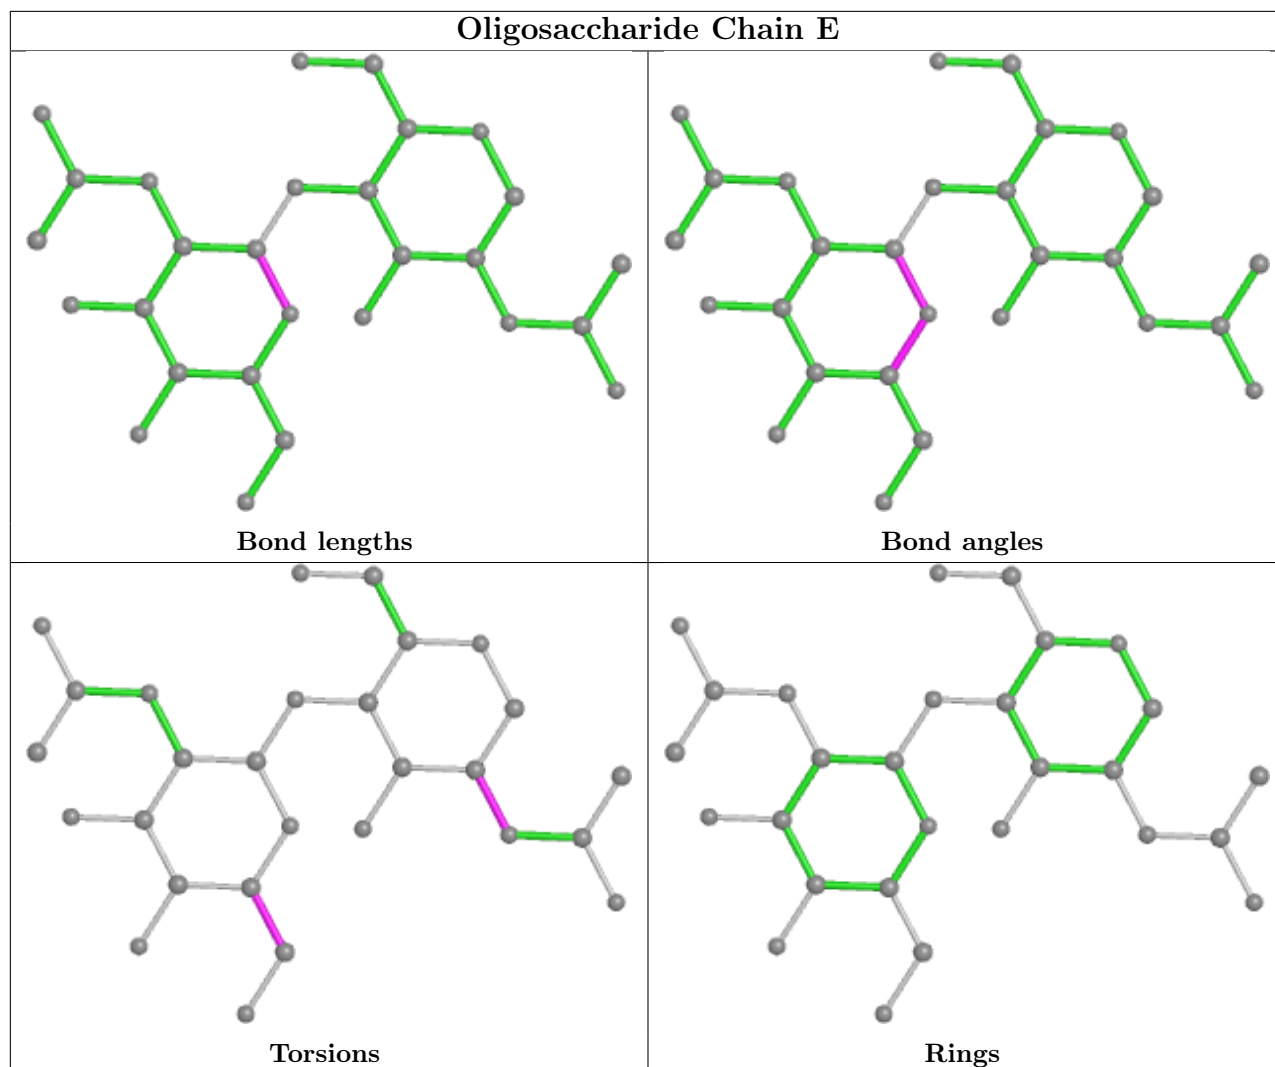 Oligosaccharide Chain E
Bond lengths
Bond angles
Torsions
Rings